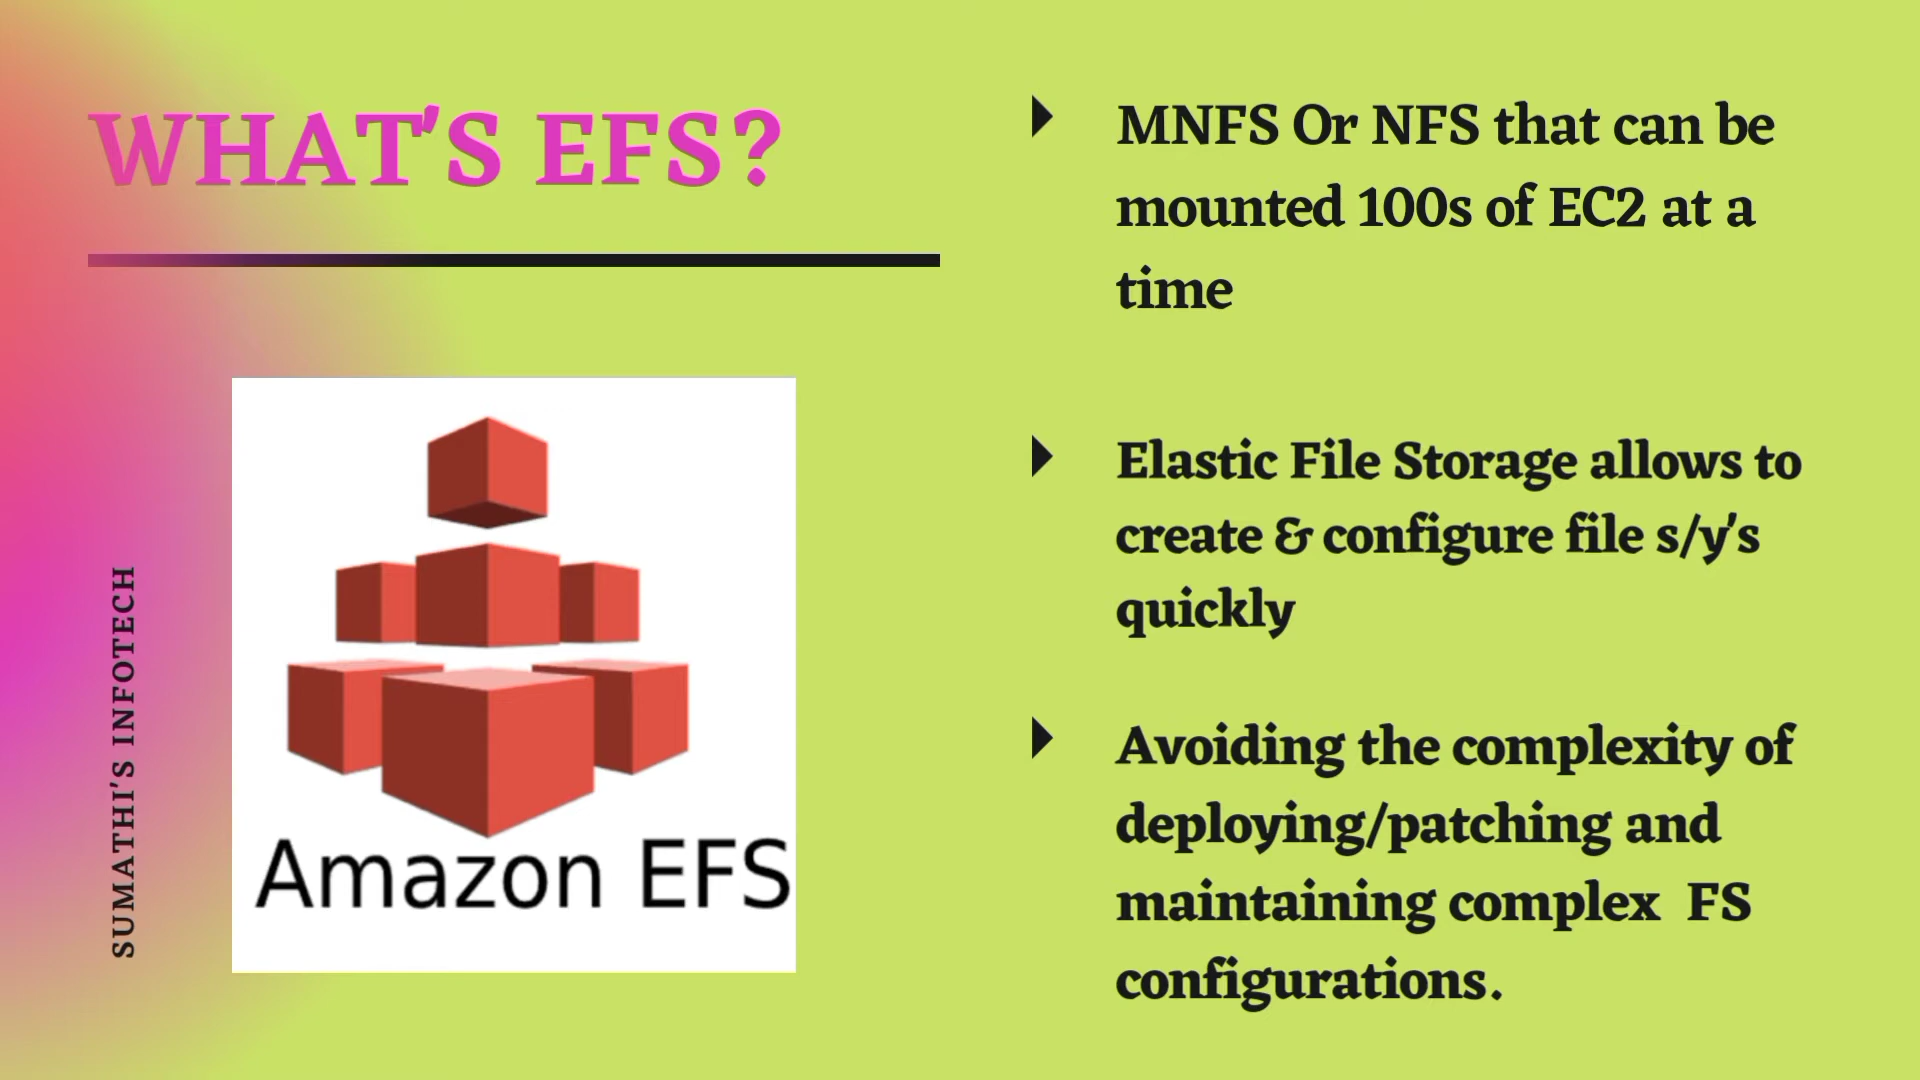 WHAT'S EFS?
SUMATHI'S INFOTECH
Amazon EFS
MNFS Or NFS that can be
mounted 100s of EC2 at a
time
Elastic File Storage allows to
create & configure file s/y's
quickly
Avoiding the complexity of
deploying/patching and
maintaining complex FS
configurations.